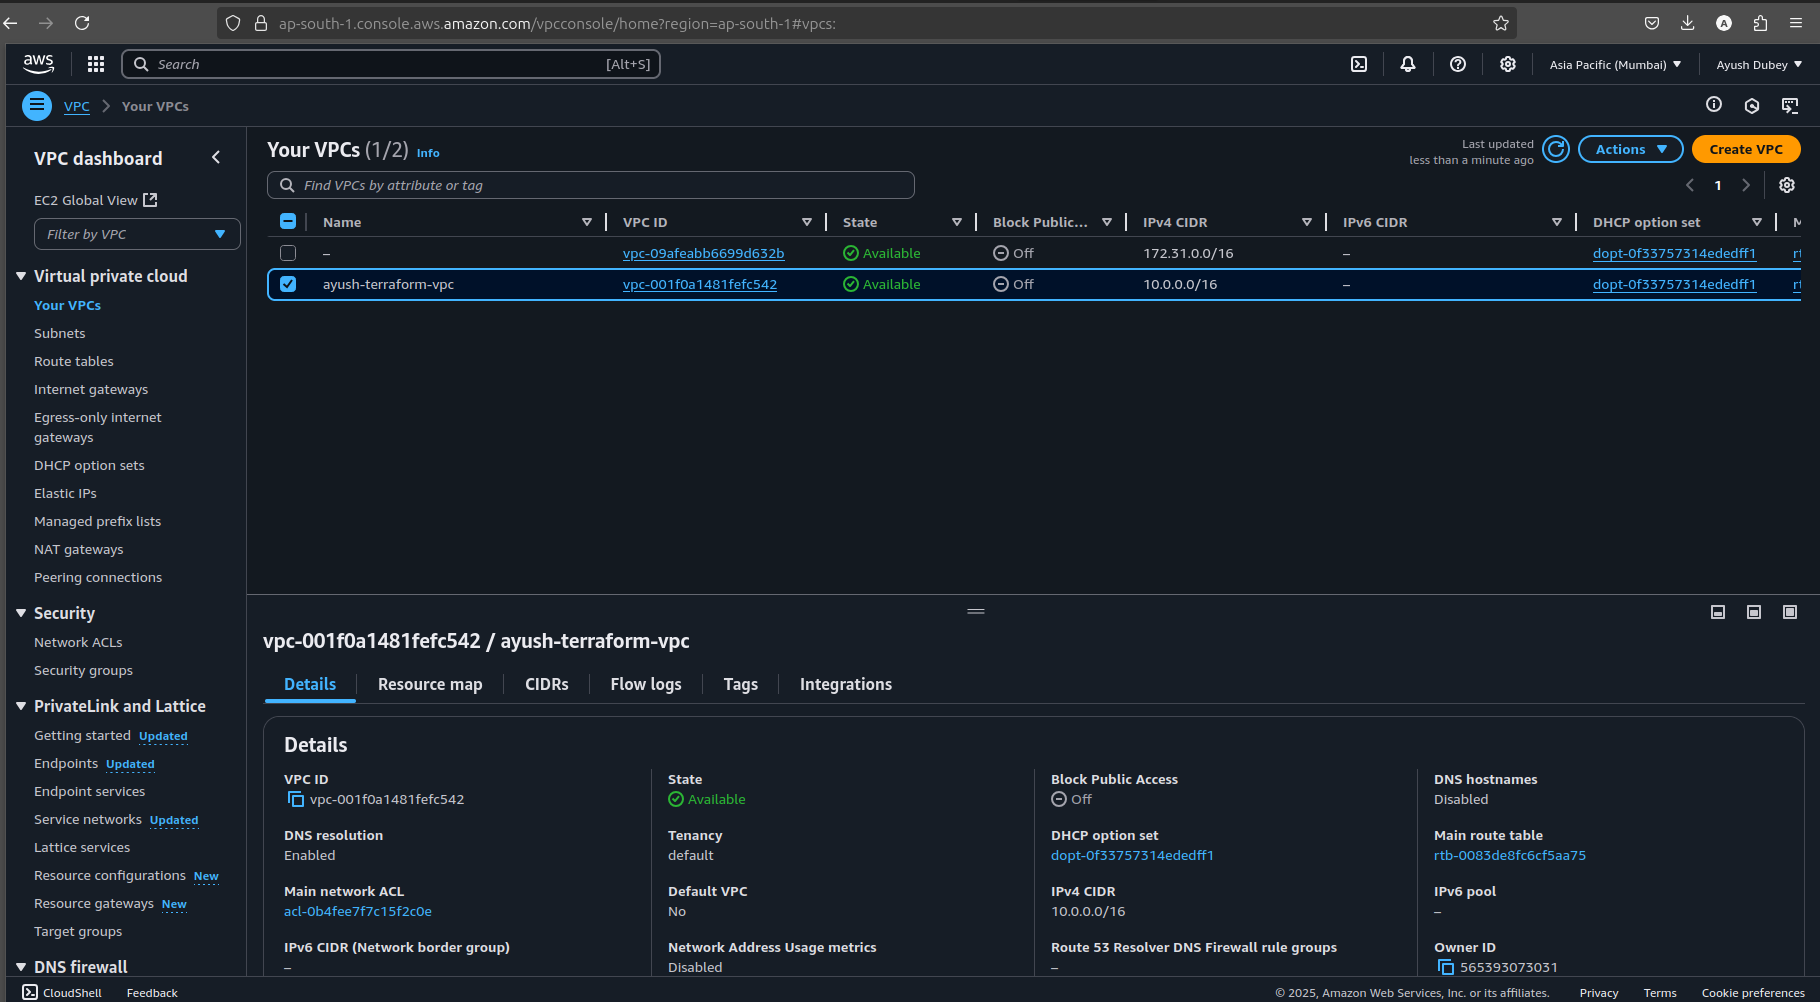 ap-south-1.console.aws.amazon.com/vpcconsole/home?region=ap-south-1#vpcs:
A
aws
Search
[Alt+S]
Asia Pacific (Mumbai)
Ayush Dubey
VPC
Your VPCs
VPC dashboard
EC2 Global View
Filter by VPC
Virtual private cloud
Your VPCs
Subnets
Route tables
Internet gateways
Egress-only internet
gateways
DHCP option sets
Elastic IPs
Managed prefix lists
NAT gateways
Peering connections
Security
Network ACLs
Security groups
PrivateLink and Lattice
Getting started Updated
Endpoints Updated
Endpoint services
Service networks Updated
Lattice services
Resource configurations New
Resource gateways New
Target groups
DNS firewall
Your VPCs (1/2) Info
Last updated
less than a minute ago
Actions
Create VPC
Find VPCs by attribute or tag
1
Name VPC ID State Block Public... IPv4 CIDR IPv6 CIDR DHCP option set
– vpc-09afeabb6699d632b Available Off 172.31.0.0/16 – dopt-0f33757314ededff1
ayush-terraform-vpc vpc-001f0a1481fefc542 Available Off 10.0.0.0/16 – dopt-0f33757314ededff1
vpc-001f0a1481fefc542 / ayush-terraform-vpc
Details Resource map CIDRs Flow logs Tags Integrations
Details
VPC ID
vpc-001f0a1481fefc542
State
Available
Block Public Access
Off
DNS hostnames
Disabled
DNS resolution
Enabled
Tenancy
default
DHCP option set
dopt-0f33757314ededff1
Main route table
rtb-0083de8fc6cf5aa75
Main network ACL
acl-0b4fee7f7c15f2c0e
Default VPC
No
IPv4 CIDR
10.0.0.0/16
IPv6 pool
–
IPv6 CIDR (Network border group)
–
Network Address Usage metrics
Disabled
Route 53 Resolver DNS Firewall rule groups
–
Owner ID
565393073031
CloudShell Feedback
© 2025, Amazon Web Services, Inc. or its affiliates. Privacy Terms Cookie preferences